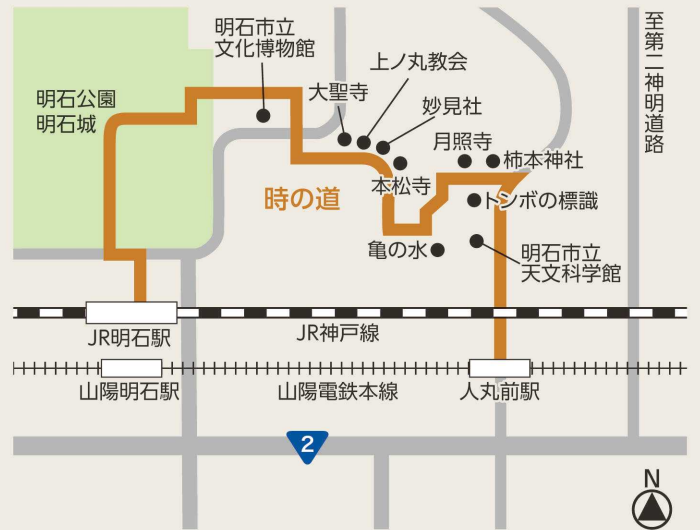 明石市立
文化博物館
上ノ丸教会
大聖寺
妙見社
明石公園
明石城
月照寺
柿本神社
本松寺
時の道
トンボの標識
亀の水
明石市立
天文科学館
至第二神明道路
JR明石駅
JR神戸線
山陽明石駅
山陽電鉄本線
人丸前駅
2
N